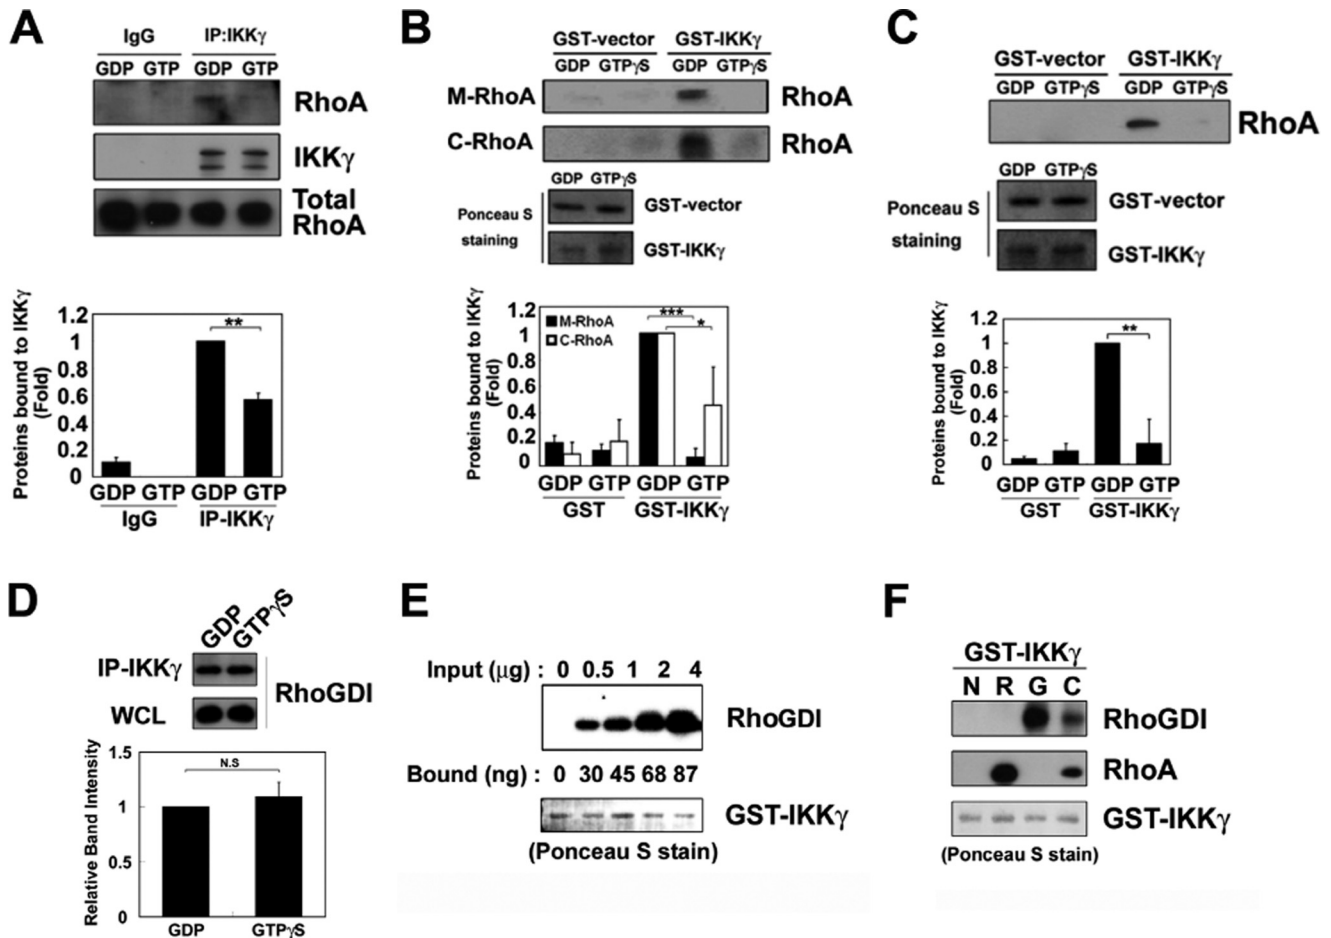 A
IgG IP:IKKγ
GDP GTP GDP GTP
RhoA
IKKγ
Total
RhoA
Proteins bound to IKKγ
(Fold)
1.2
1
0.8
0.6
0.4
0.2
0
**
GDP GTP GDP GTP
IgG IP-IKKγ
B
GST-vector GST-IKKγ
GDP GTPγS GDP GTPγS
M-RhoA RhoA
C-RhoA RhoA
GDP GTPγS
Ponceau S
staining
GST-vector
GST-IKKγ
Proteins bound to IKKγ
(Fold)
1.2
1
0.8
0.6
0.4
0.2
0
M-RhoA
C-RhoA
***
*
GDP GTP GDP GTP
GST GST-IKKγ
C
GST-vector GST-IKKγ
GDP GTPγS GDP GTPγS
RhoA
GDP GTPγS
Ponceau S
staining
GST-vector
GST-IKKγ
Proteins bound to IKKγ
(Fold)
1.2
1
0.8
0.6
0.4
0.2
0
**
GDP GTP GDP GTP
GST GST-IKKγ
D
GDP GTPγS
IP-IKKγ
WCL
RhoGDI
Relative Band Intensity
1.5
1
0.5
0
N.S
GDP GTPγS
E
Input (μg) : 0 0.5 1 2 4
RhoGDI
Bound (ng) : 0 30 45 68 87
GST-IKKγ
(Ponceau S stain)
F
GST-IKKγ
N R G C
RhoGDI
RhoA
GST-IKKγ
(Ponceau S stain)